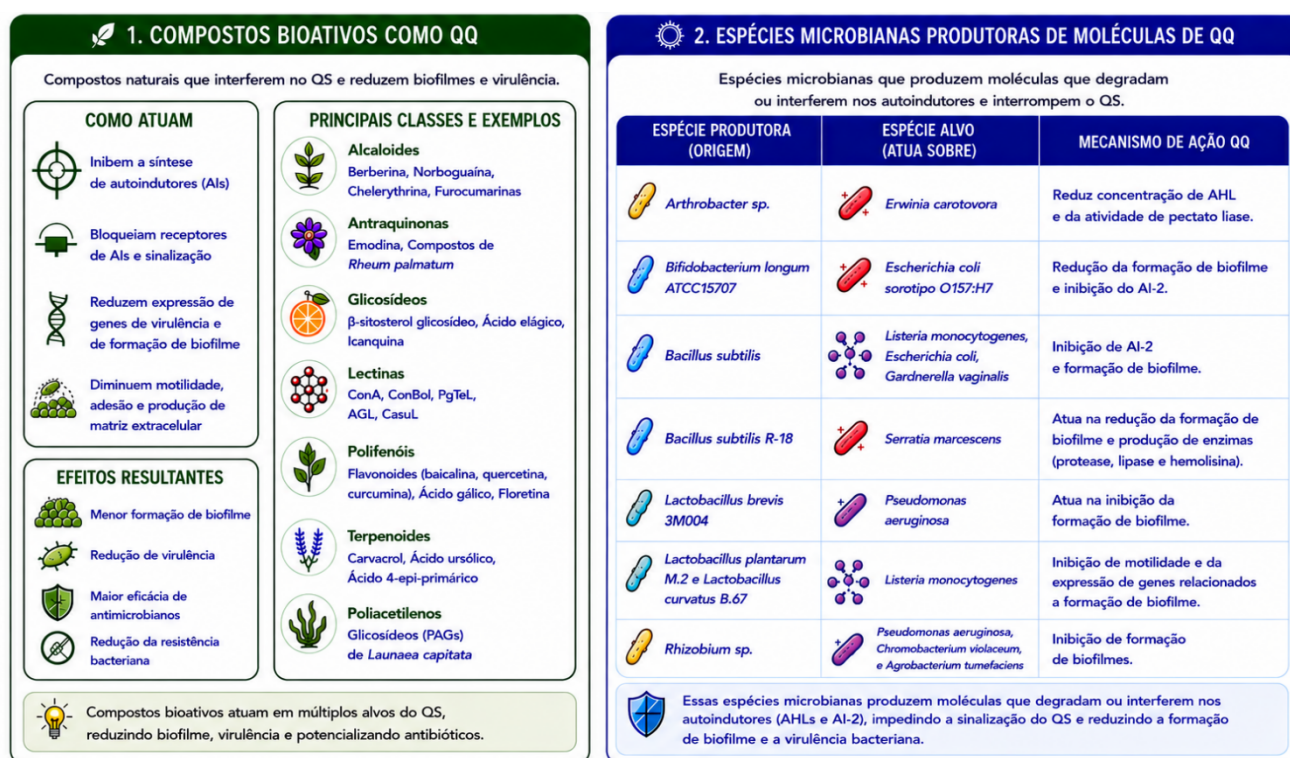 1. COMPOSTOS BIOATIVOS COMO QQ
Compostos naturais que interferem no QS e reduzem biofilmes e virulência.
COMO ATUAM
Inibem a síntese
de autoindutores (AIs)
Bloqueiam receptores
de AIs e sinalização
Reduzem expressão de
genes de virulência e
de formação de biofilme
Diminuem motilidade,
adesão e produção de
matriz extracelular
EFEITOS RESULTANTES
Menor formação de biofilme
Redução de virulência
Maior eficácia de
antimicrobianos
Redução da resistência
bacteriana
PRINCIPAIS CLASSES E EXEMPLOS
Alcaloides
Berberina, Norboguaína,
Chelerythrina, Furocumarinas
Antraquinonas
Emodina, Compostos de
Rheum palmatum
Glicosídeos
β-sitosterol glicosídeo, Ácido elágico,
Icanquina
Lectinas
ConA, ConBol, PgTeL,
AGL, CasuL
Polifenóis
Flavonoides (baicalina, quercetina,
curcumina), Ácido gálico, Floretina
Terpenoides
Carvacrol, Ácido ursólico,
Ácido 4-epi-primárico
Poliacetilenos
Glicosídeos (PAGs)
de Launaea capitata
Compostos bioativos atuam em múltiplos alvos do QS,
reduzindo biofilme, virulência e potencializando antibióticos.
2. ESPÉCIES MICROBIANAS PRODUTORAS DE MOLÉCULAS DE QQ
Espécies microbianas que produzem moléculas que degradam
ou interferem nos autoindutores e interrompem o QS.
ESPÉCIE PRODUTORA
(ORIGEM)
ESPÉCIE ALVO
(ATUA SOBRE)
MECANISMO DE AÇÃO QQ
Arthrobacter sp.
Erwinia carotovora
Reduz concentração de AHL
e da atividade de pectato liase.
Bifidobacterium longum
ATCC15707
Escherichia coli
sorotipo O157:H7
Redução da formação de biofilme
e inibição do AI-2.
Bacillus subtilis
Listeria monocytogenes,
Escherichia coli,
Gardnerella vaginalis
Inibição de AI-2
e formação de biofilme.
Bacillus subtilis R-18
Serratia marcescens
Atua na redução da formação de
biofilme e produção de enzimas
(protease, lipase e hemolisina).
Lactobacillus brevis
3M004
Pseudomonas
aeruginosa
Atua na inibição da
formação de biofilme.
Lactobacillus plantarum
M.2 e Lactobacillus
curvatus B.67
Listeria monocytogenes
Inibição de motilidade e da
expressão de genes relacionados
a formação de biofilme.
Rhizobium sp.
Pseudomonas aeruginosa,
Chromobacterium violaceum,
e Agrobacterium tumefaciens
Inibição de formação
de biofilmes.
Essas espécies microbianas produzem moléculas que degradam ou interferem nos
autoindutores (AHLs e AI-2), impedindo a sinalização do QS e reduzindo a formação
de biofilme e a virulência bacteriana.